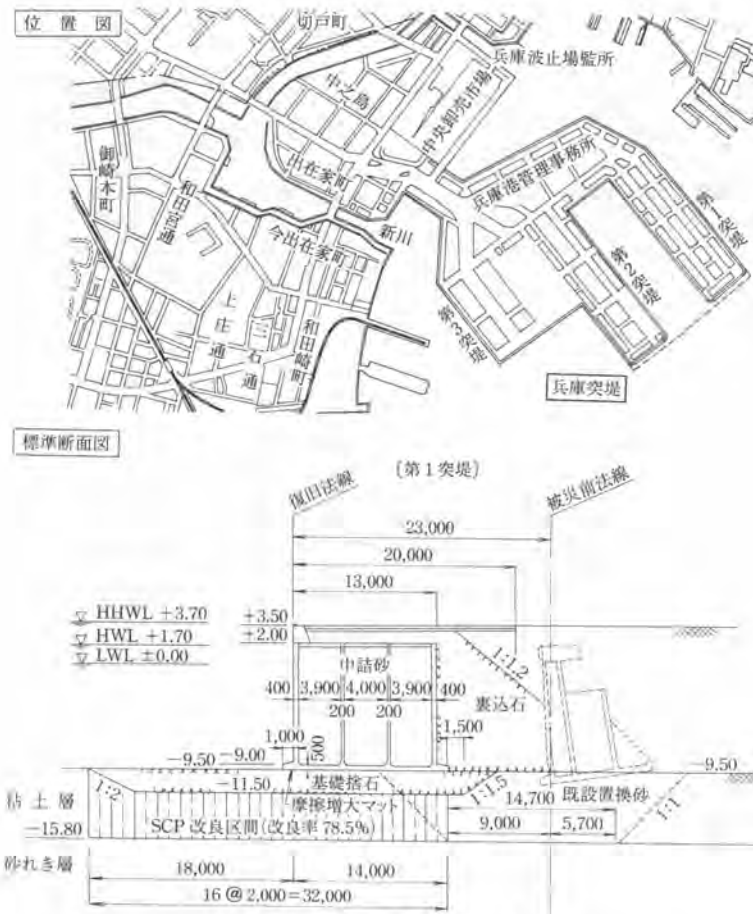 位置図
切戸町
兵庫波止場監所
中之島
中央卸売市場
御崎本町
和田宮通
出在家町
兵庫港管理事務所
今出在家町
新川
第1突堤
第2突堤
第3突堤
上庄通
三石通
和田崎町
兵庫突堤
標準断面図
〔第1突堤〕
復旧法線
被災前法線
23,000
20,000
13,000
HHWL +3.70
+3.50
HWL +1.70
+2.00
LWL ±0.00
1:1.2
中詰砂
400 3,900 4,000 3,900 400
200 200
裏込石
1,000
500
1,500
-9.50 -9.00
-9.50
-11.50
基礎捨石
1:2
1:1.5
摩擦増大マット
14,700 既設置換砂
1:1
粘土層
-15.80
SCP改良区間(改良率78.5%)
9,000 5,700
砂れき層
18,000 14,000
16@2,000=32,000